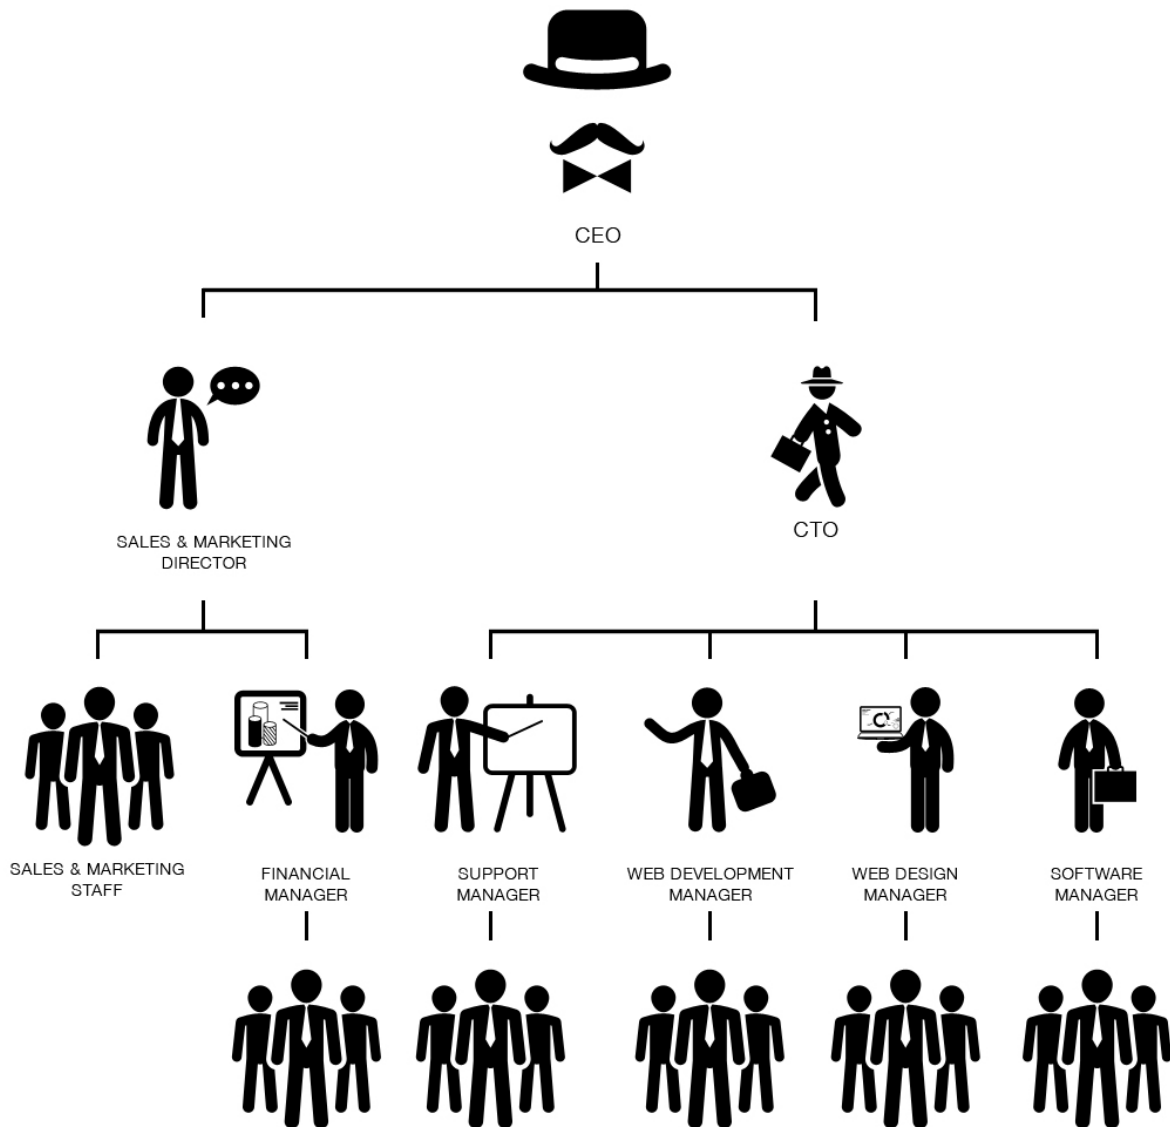 CEO
SALES & MARKETING
DIRECTOR
CTO
SALES & MARKETING
STAFF
FINANCIAL
MANAGER
SUPPORT
MANAGER
WEB DEVELOPMENT
MANAGER
WEB DESIGN
MANAGER
SOFTWARE
MANAGER